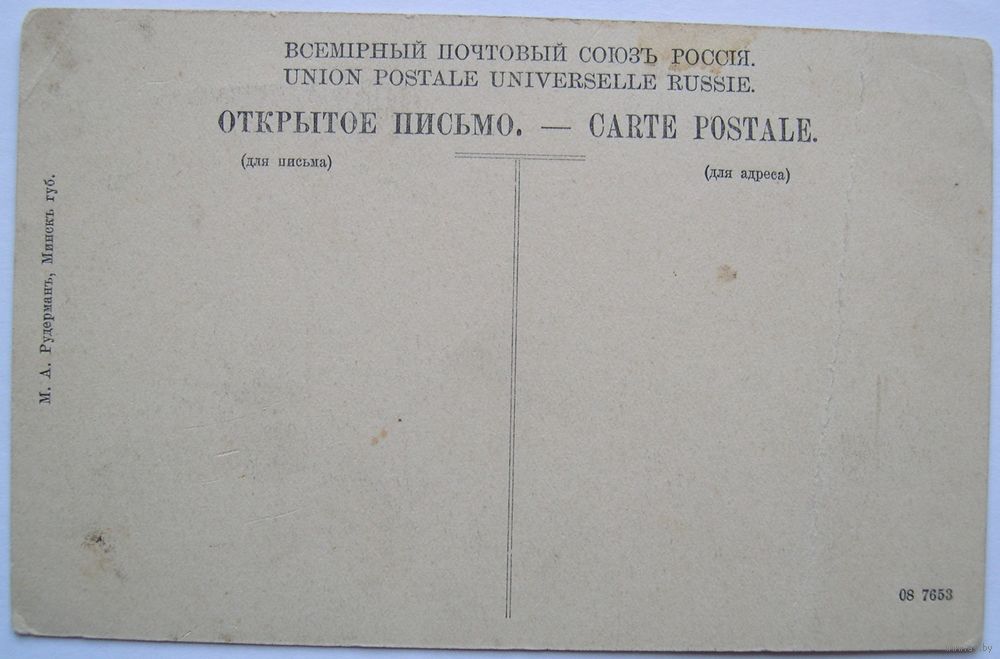 ВСЕМІРНЫЙ ПОЧТОВЫЙ СОЮЗЪ РОССІЯ.
UNION POSTALE UNIVERSELLE RUSSIE.
ОТКРЫТОЕ ПИСЬМО. — CARTE POSTALE.
(для письма)
(для адреса)
М. А. Рудерманъ, Минскъ губ.
08 7653